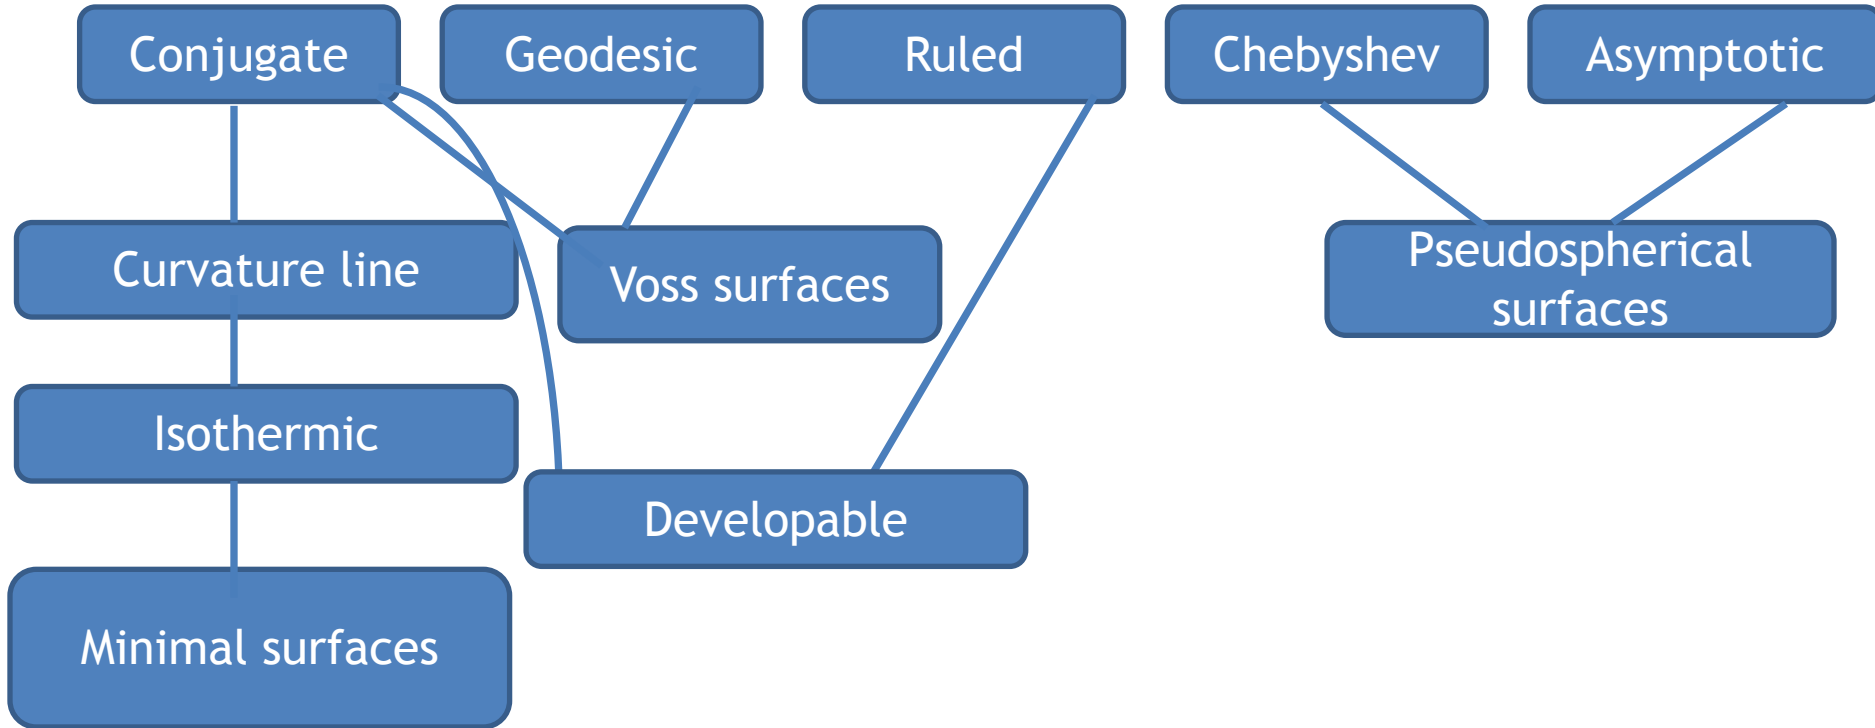 Conjugate
Geodesic
Ruled
Chebyshev
Asymptotic
Curvature line
Voss surfaces
Pseudospherical
surfaces
Isothermic
Developable
Minimal surfaces